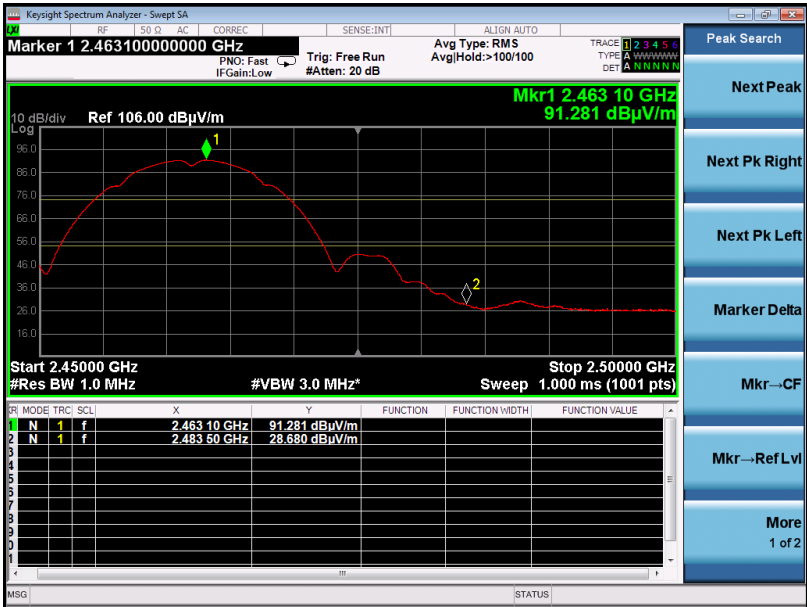 Keysight Spectrum Analyzer - Swept SA
LXI RF 50 Ω AC CORREC SENSE:INT ALIGN AUTO
Marker 1 2.463100000000 GHz
PNO: Fast
IFGain:Low
Trig: Free Run
#Atten: 20 dB
Avg Type: RMS
Avg|Hold:>100/100
TRACE 1 2 3 4 5 6
TYPE A WWWWW
DET A N N N N N
Mkr1 2.463 10 GHz
91.281 dBµV/m
10 dB/div Ref 106.00 dBµV/m
Log
96.0
86.0
76.0
66.0
56.0
46.0
36.0
26.0
16.0
1
2
Start 2.45000 GHz Stop 2.50000 GHz
#Res BW 1.0 MHz #VBW 3.0 MHz* Sweep 1.000 ms (1001 pts)
MODE TRC SCL X Y FUNCTION FUNCTION WIDTH FUNCTION VALUE
1 N 1 f 2.463 10 GHz 91.281 dBµV/m
2 N 1 f 2.483 50 GHz 28.680 dBµV/m
3
4
5
6
7
8
9
MSG STATUS
Peak Search
Next Peak
Next Pk Right
Next Pk Left
Marker Delta
Mkr→CF
Mkr→Ref Lvl
More
1 of 2